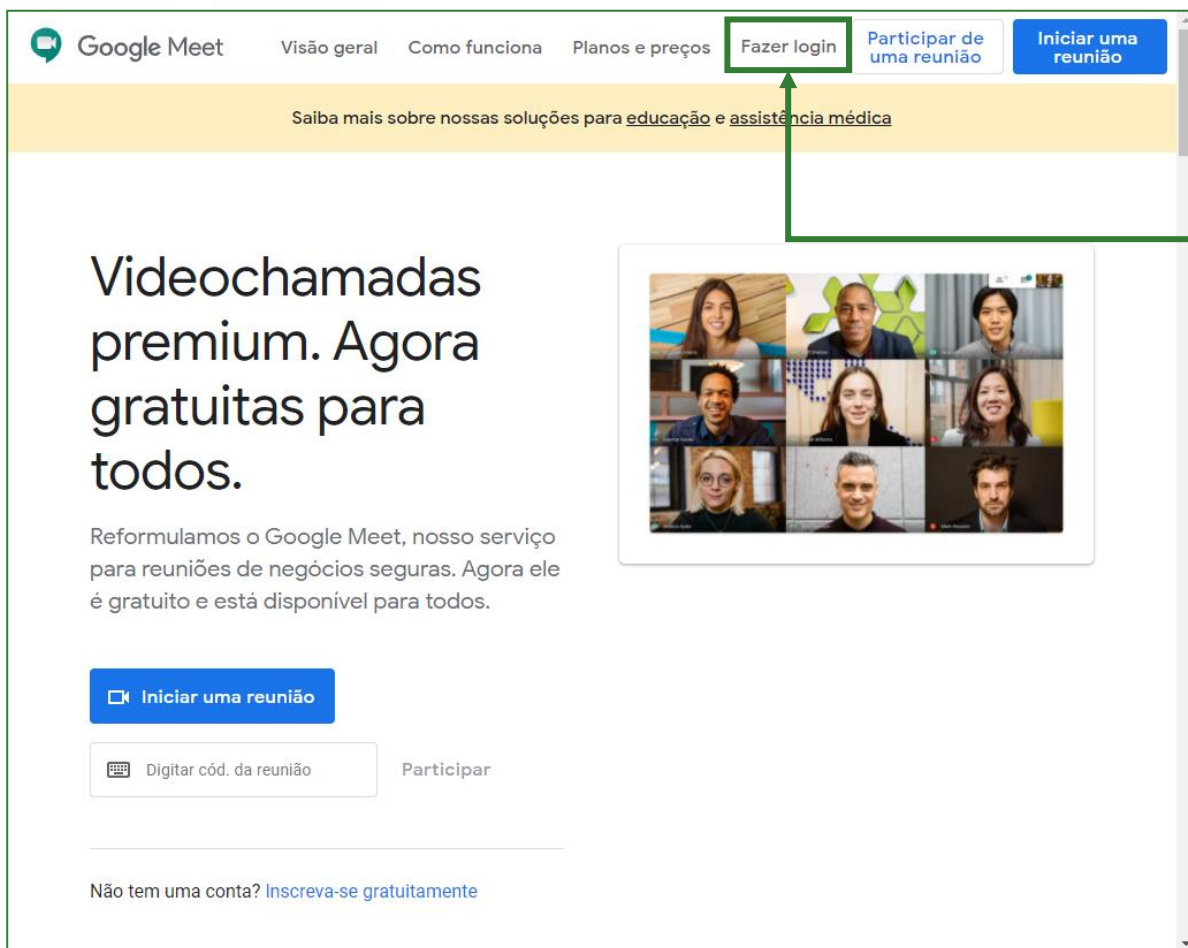 Google Meet
Visão geral
Como funciona
Planos e preços
Fazer login
Participar de
uma reunião
Iniciar uma
reunião
Saiba mais sobre nossas soluções para educação e assistência médica
Videochamadas
premium. Agora
gratuitas para
todos.
Reformulamos o Google Meet, nosso serviço
para reuniões de negócios seguras. Agora ele
é gratuito e está disponível para todos.
Iniciar uma reunião
Digitar cód. da reunião
Participar
Não tem uma conta? Inscreva-se gratuitamente